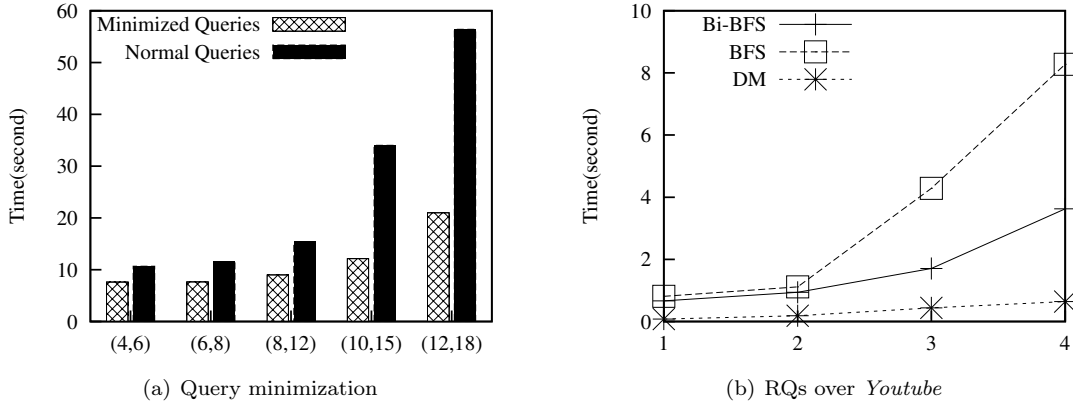 60
50
40
30
20
10
0
Time(second)
Minimized Queries
Normal Queries
(4,6)
(6,8)
(8,12)
(10,15)
(12,18)
(a) Query minimization
10
8
6
4
2
0
Time(second)
Bi-BFS
BFS
DM
1
2
3
4
(b) RQs over Youtube